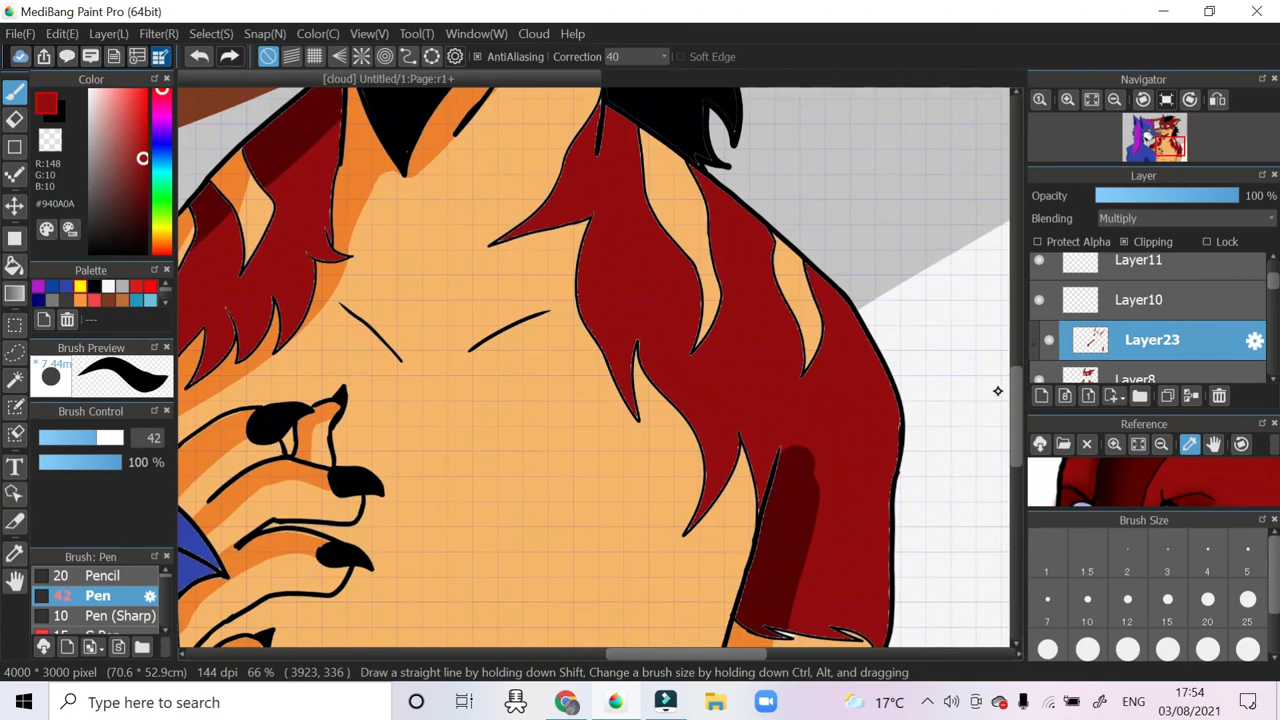 MediBang Paint Pro (64bit)
File(F) Edit(E) Layer(L) Filter(R) Select(S) Snap(N) Color(C) View(V) Tool(T) Window(W) Cloud Help
AntiAliasing Correction 40 Soft Edge
Color
[cloud] Untitled/1:Page:r1+
Navigator
R:148
G:10
B:10
#940A0A
Layer
Opacity 100 %
Blending Multiply
Protect Alpha Clipping Lock
Layer11
Palette
Layer10
---
Layer23
Brush Preview
* 7.44m
Layer8
Brush Control
Reference
42
100 %
Brush Size
1 1.5 2 3 4 5
Brush: Pen
20 Pencil
42 Pen
7 10 12 15 20 25
10 Pen (Sharp)
4000 * 3000 pixel (70.6 * 52.9cm) 144 dpi 66 % (3923, 336) Draw a straight line by holding down Shift, Change a brush size by holding down Ctrl, Alt, and dragging
Type here to search
17°C
ENG
17:54
03/08/2021